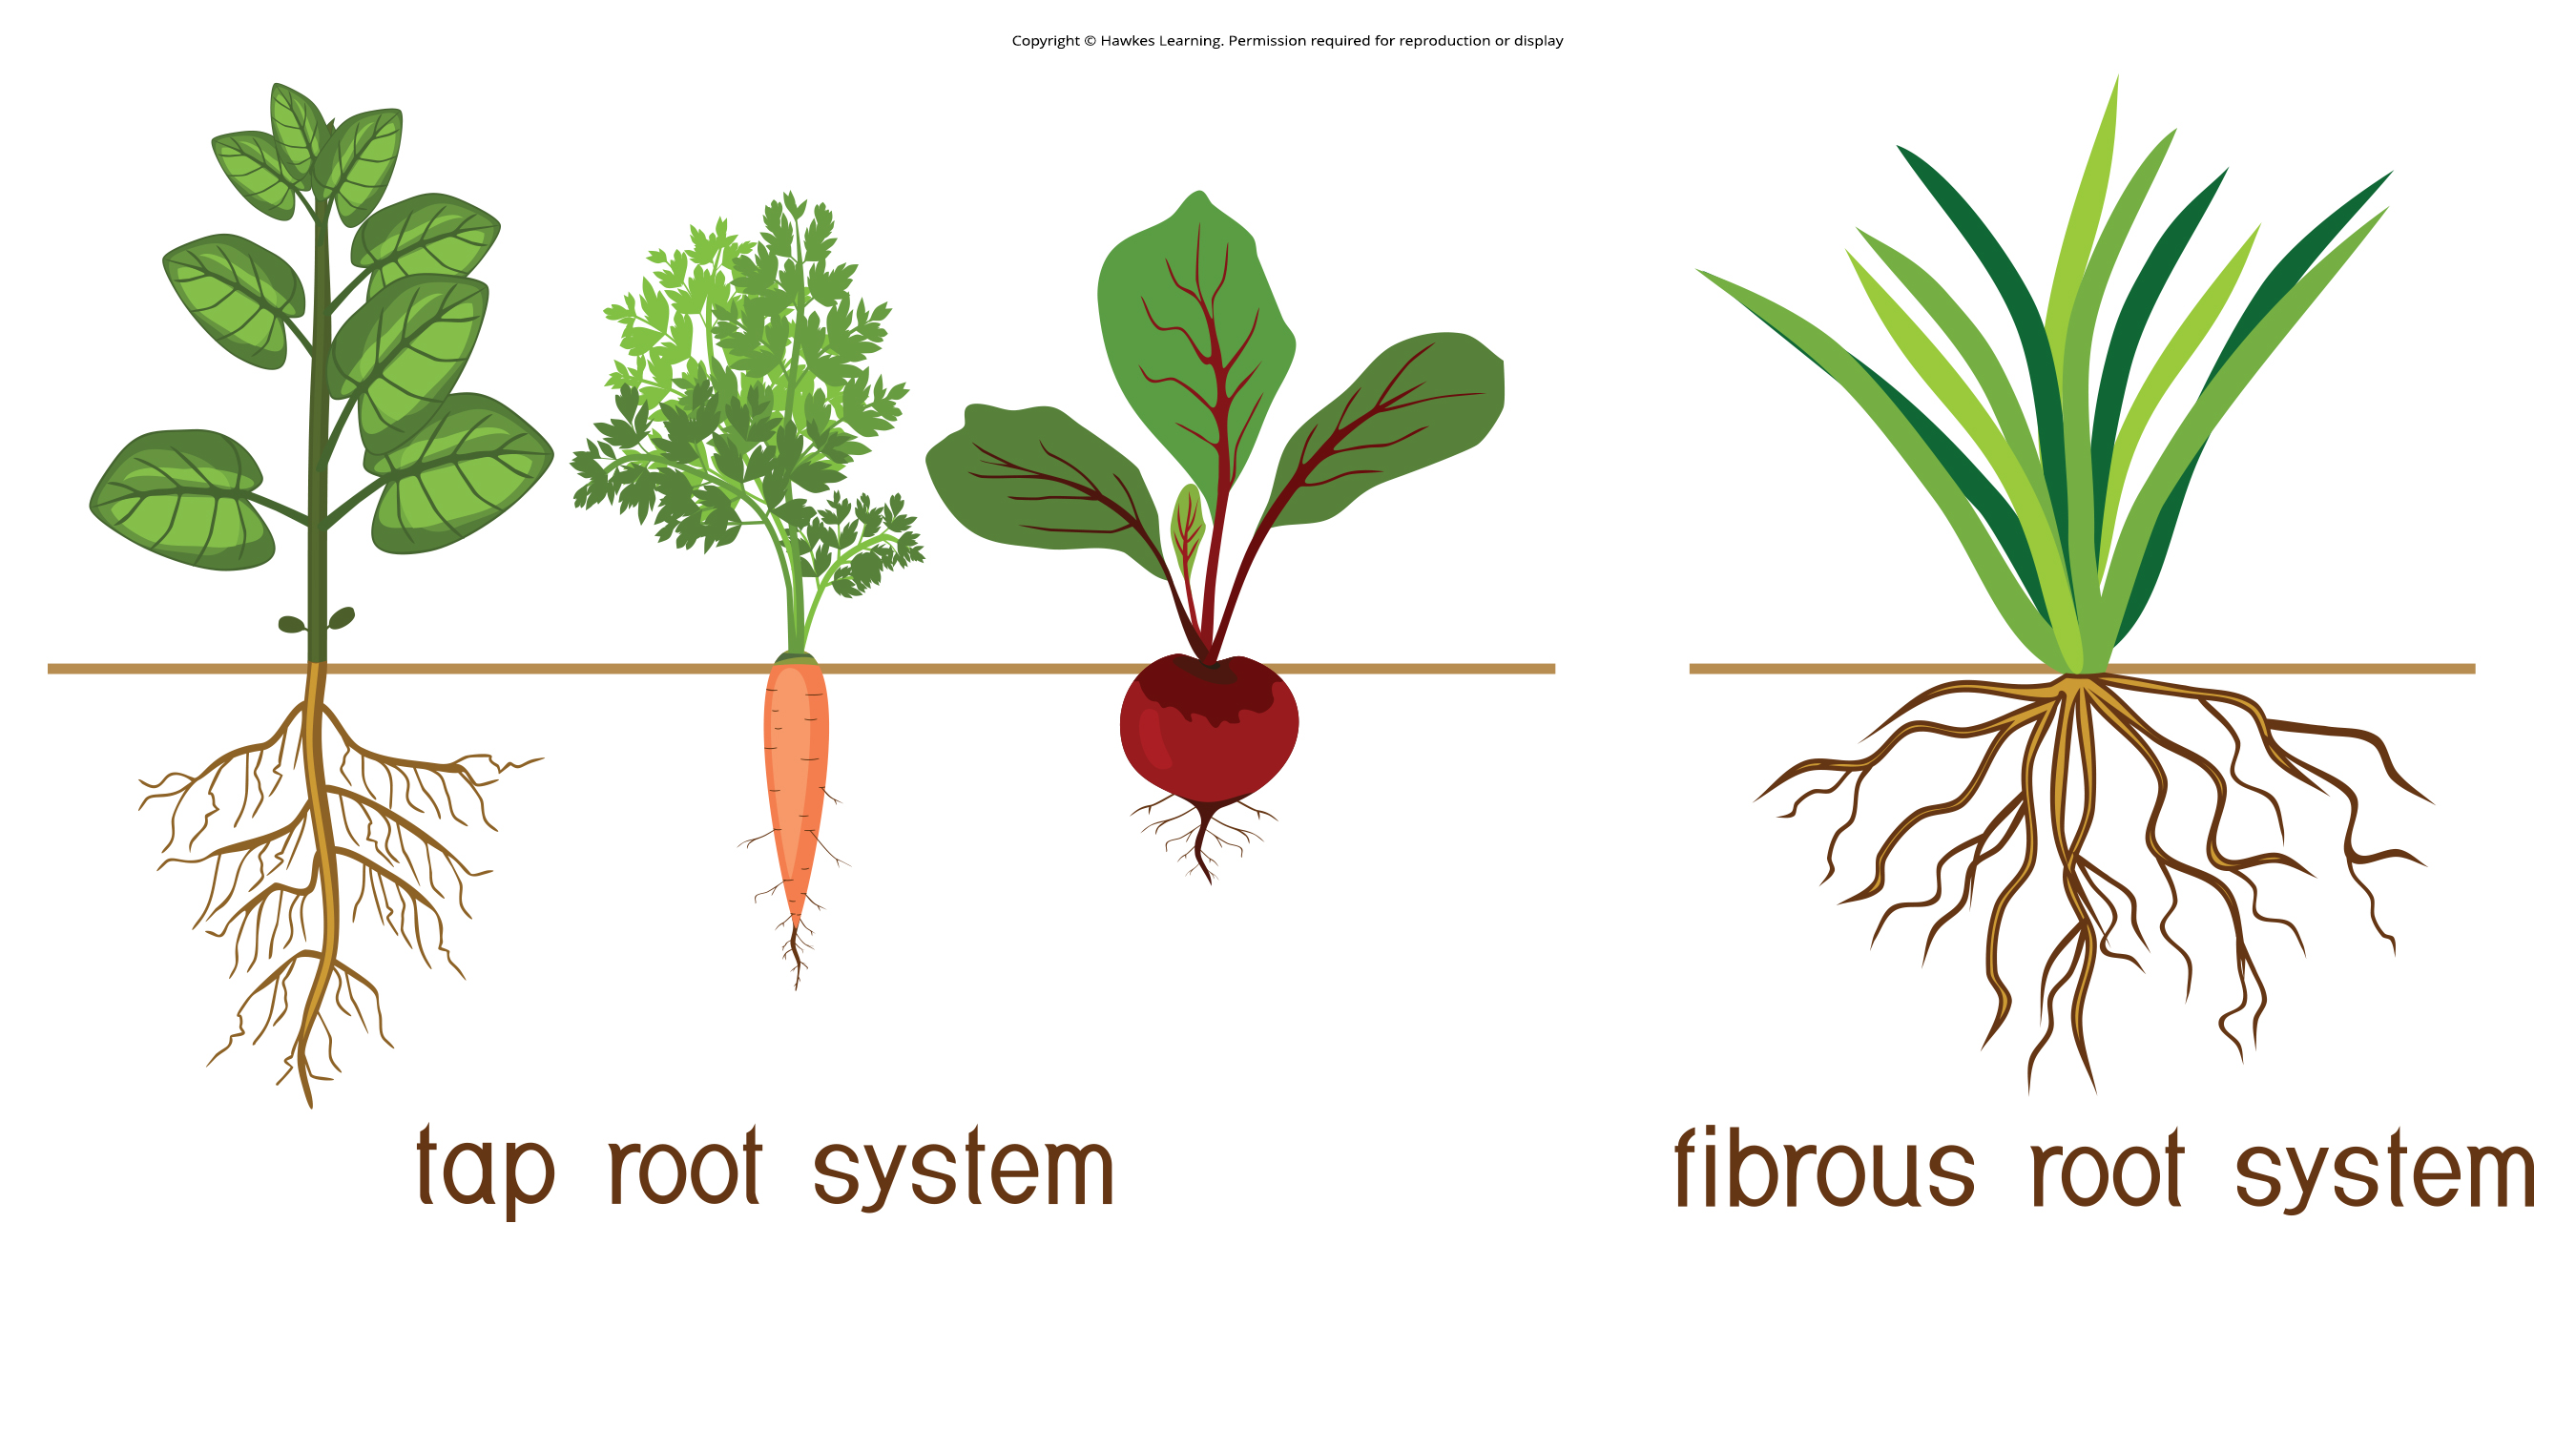 Copyright © Hawkes Learning. Permission required for reproduction or display
tap root system
fibrous root system